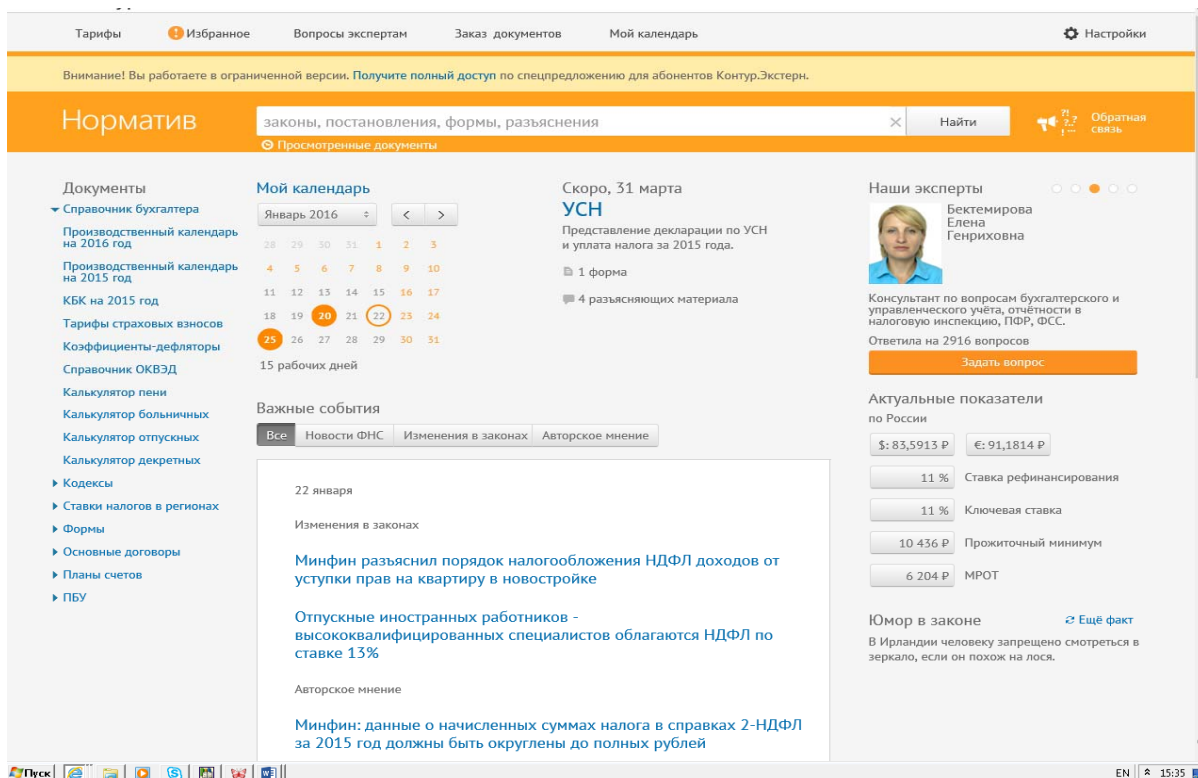 Тарифы
Избранное
Вопросы экспертам
Заказ документов
Мой календарь
Настройки
Внимание! Вы работаете в ограниченной версии. Получите полный доступ по спецпредложению для абонентов Контур.Экстерн.
Норматив
законы, постановления, формы, разъяснения
Найти
Обратная
связь
Просмотренные документы
Документы
Справочник бухгалтера
Производственный календарь
на 2016 год
Производственный календарь
на 2015 год
КБК на 2015 год
Тарифы страховых взносов
Коэффициенты-дефляторы
Справочник ОКВЭД
Калькулятор пени
Калькулятор больничных
Калькулятор отпускных
Калькулятор декретных
Кодексы
Ставки налогов в регионах
Формы
Основные договоры
Планы счетов
ПБУ
Мой календарь
Январь 2016
28 29 30 31 1 2 3
4 5 6 7 8 9 10
11 12 13 14 15 16 17
18 19 20 21 22 23 24
25 26 27 28 29 30 31
15 рабочих дней
Скоро, 31 марта
УСН
Представление декларации по УСН
и уплата налога за 2015 года.
1 форма
4 разъясняющих материала
Важные события
Все
Новости ФНС
Изменения в законах
Авторское мнение
22 января
Изменения в законах
Минфин разъяснил порядок налогообложения НДФЛ доходов от
уступки прав на квартиру в новостройке
Отпускные иностранных работников -
высококвалифицированных специалистов облагаются НДФЛ по
ставке 13%
Авторское мнение
Минфин: данные о начисленных суммах налога в справках 2-НДФЛ
за 2015 год должны быть округлены до полных рублей
Наши эксперты
Бектемирова
Елена
Генриховна
Консультант по вопросам бухгалтерского и
управленческого учёта, отчётности в
налоговую инспекцию, ПФР, ФСС.
Ответила на 2916 вопросов
Задать вопрос
Актуальные показатели
по России
$: 83,5913 ₽
€: 91,1814 ₽
11 % Ставка рефинансирования
11 % Ключевая ставка
10 436 ₽ Прожиточный минимум
6 204 ₽ МРОТ
Юмор в законе
Ещё факт
В Ирландии человеку запрещено смотреться в
зеркало, если он похож на лося.
Пуск
EN
15:35